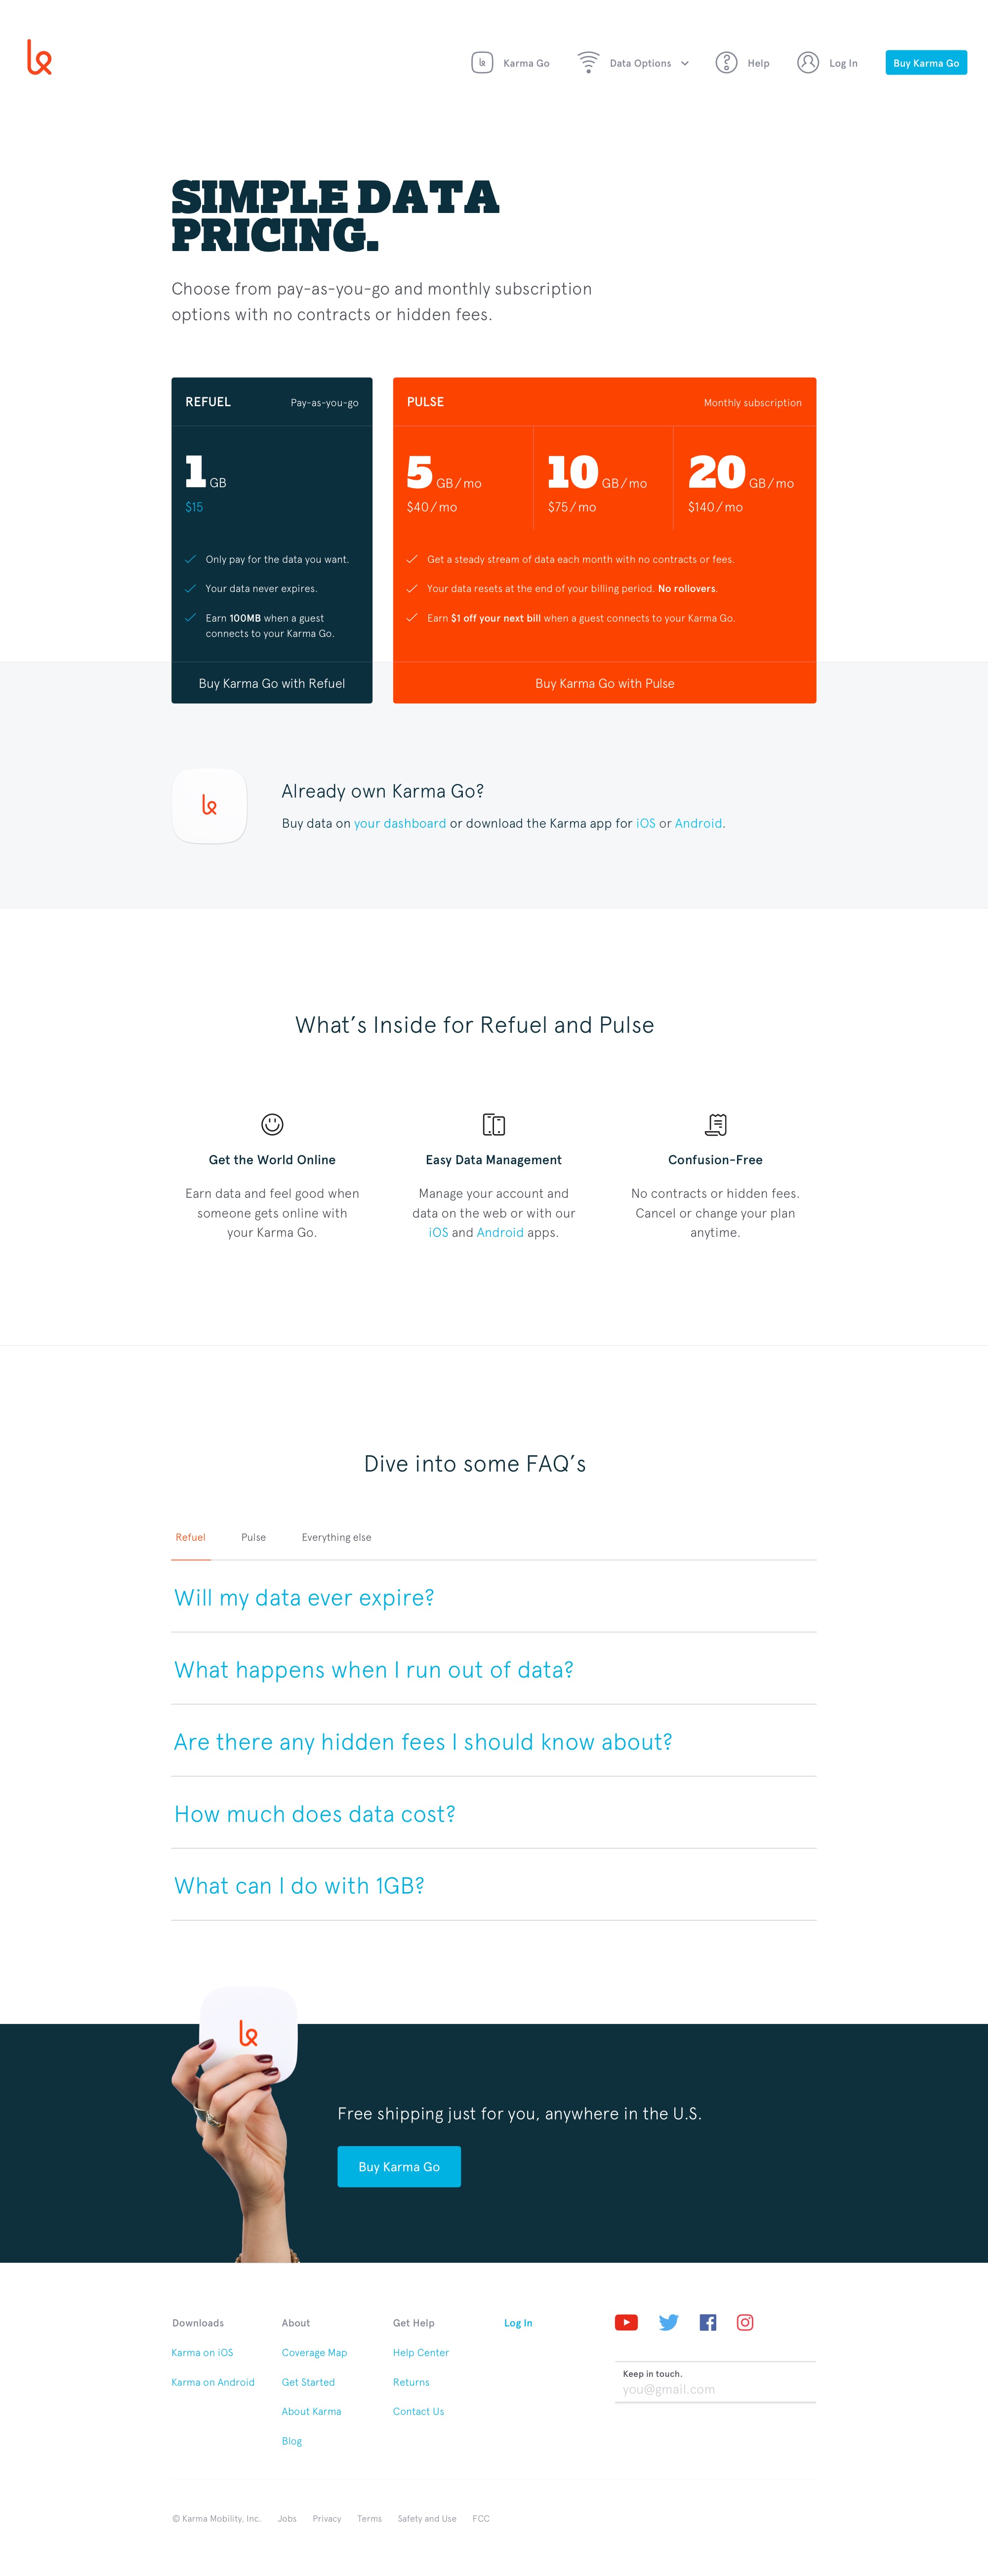 Karma Go
Data Options
Help
Log In
Buy Karma Go
SIMPLE DATA
PRICING.
Choose from pay-as-you-go and monthly subscription
options with no contracts or hidden fees.
REFUEL
Pay-as-you-go
1 GB
$15
Only pay for the data you want.
Your data never expires.
Earn 100MB when a guest
connects to your Karma Go.
Buy Karma Go with Refuel
PULSE
Monthly subscription
5 GB/mo
$40/mo
10 GB/mo
$75/mo
20 GB/mo
$140/mo
Get a steady stream of data each month with no contracts or fees.
Your data resets at the end of your billing period. No rollovers.
Earn $1 off your next bill when a guest connects to your Karma Go.
Buy Karma Go with Pulse
Already own Karma Go?
Buy data on your dashboard or download the Karma app for iOS or Android.
What’s Inside for Refuel and Pulse
Get the World Online
Earn data and feel good when
someone gets online with
your Karma Go.
Easy Data Management
Manage your account and
data on the web or with our
iOS and Android apps.
Confusion-Free
No contracts or hidden fees.
Cancel or change your plan
anytime.
Dive into some FAQ’s
Refuel
Pulse
Everything else
Will my data ever expire?
What happens when I run out of data?
Are there any hidden fees I should know about?
How much does data cost?
What can I do with 1GB?
Free shipping just for you, anywhere in the U.S.
Buy Karma Go
Downloads
Karma on iOS
Karma on Android
About
Coverage Map
Get Started
About Karma
Blog
Get Help
Help Center
Returns
Contact Us
Log In
Keep in touch.
you@gmail.com
© Karma Mobility, Inc.
Jobs
Privacy
Terms
Safety and Use
FCC